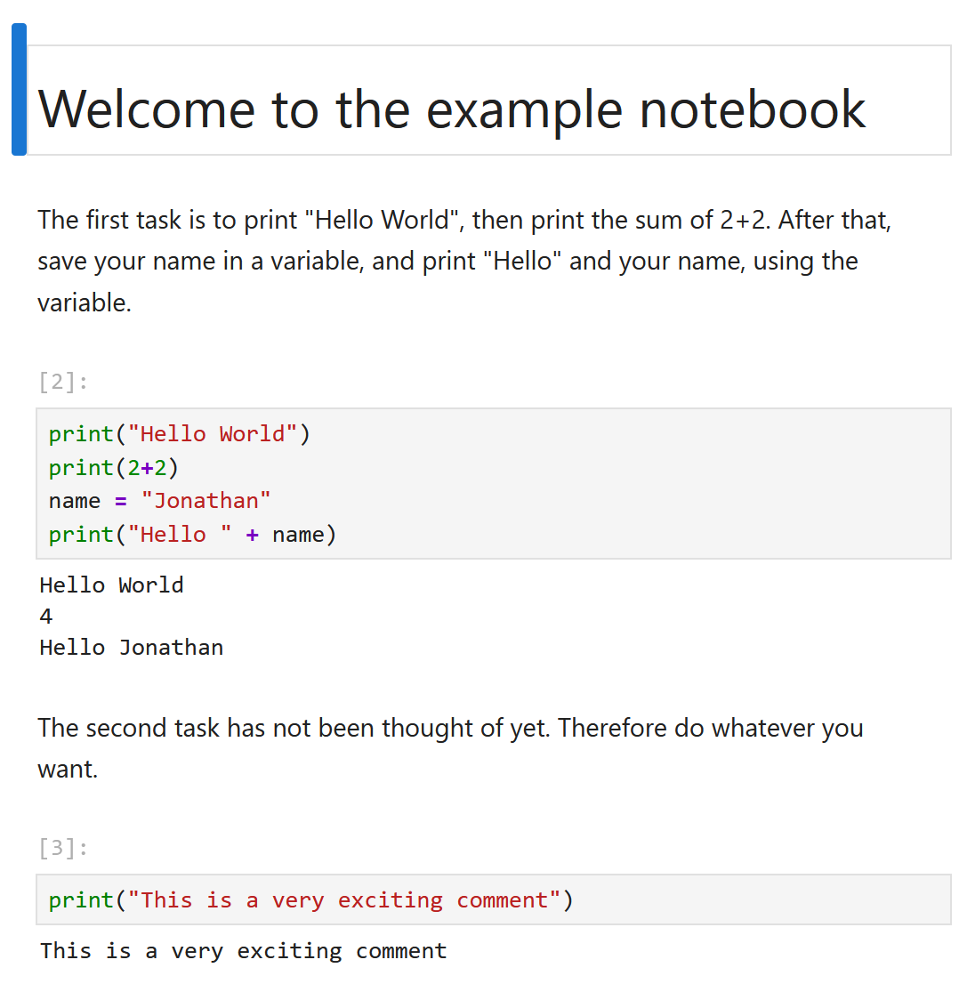 Welcome to the example notebook
The first task is to print "Hello World", then print the sum of 2+2. After that,
save your name in a variable, and print "Hello" and your name, using the
variable.
[2]:
print("Hello World")
print(2+2)
name = "Jonathan"
print("Hello " + name)
Hello World
4
Hello Jonathan
The second task has not been thought of yet. Therefore do whatever you
want.
[3]:
print("This is a very exciting comment")
This is a very exciting comment